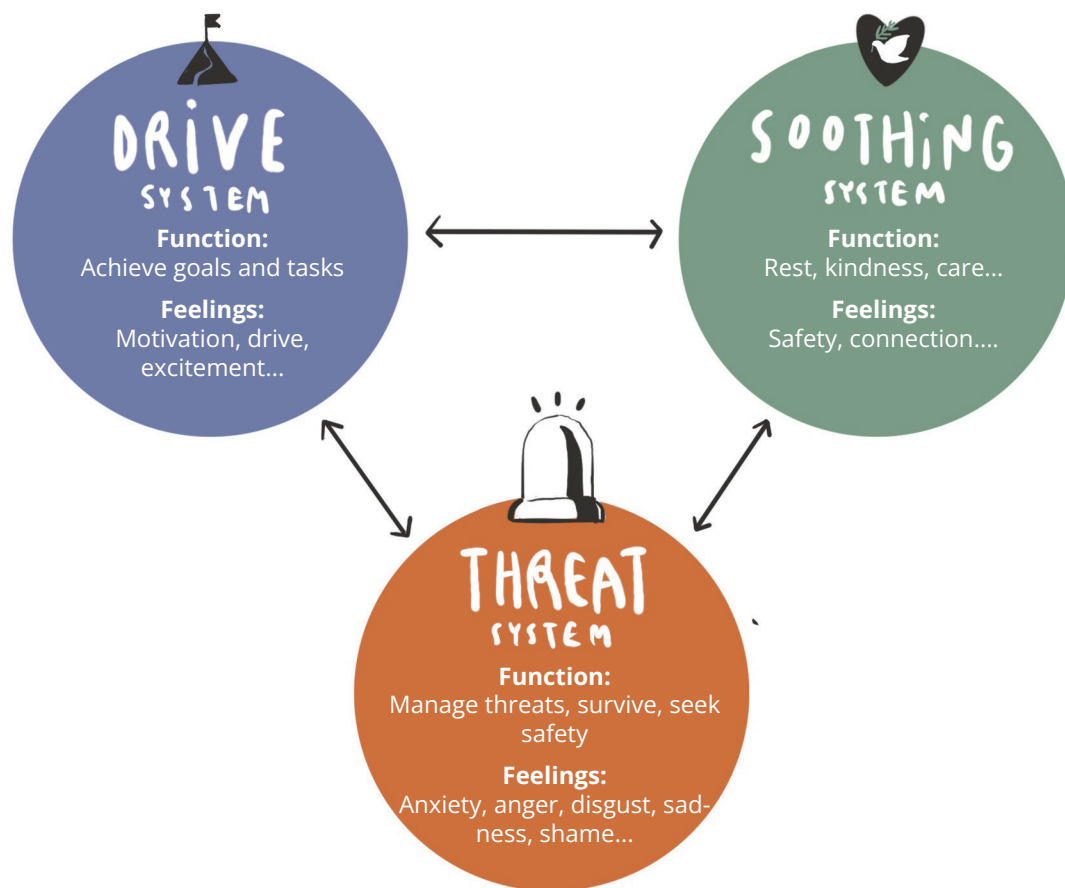 DRiVE
SYSTEM
Function:
Achieve goals and tasks
Feelings:
Motivation, drive,
excitement...
SOOTHiNG
SYSTEM
Function:
Rest, kindness, care...
Feelings:
Safety, connection....
THREAT
SYSTEM
Function:
Manage threats, survive, seek
safety
Feelings:
Anxiety, anger, disgust, sad-
ness, shame...